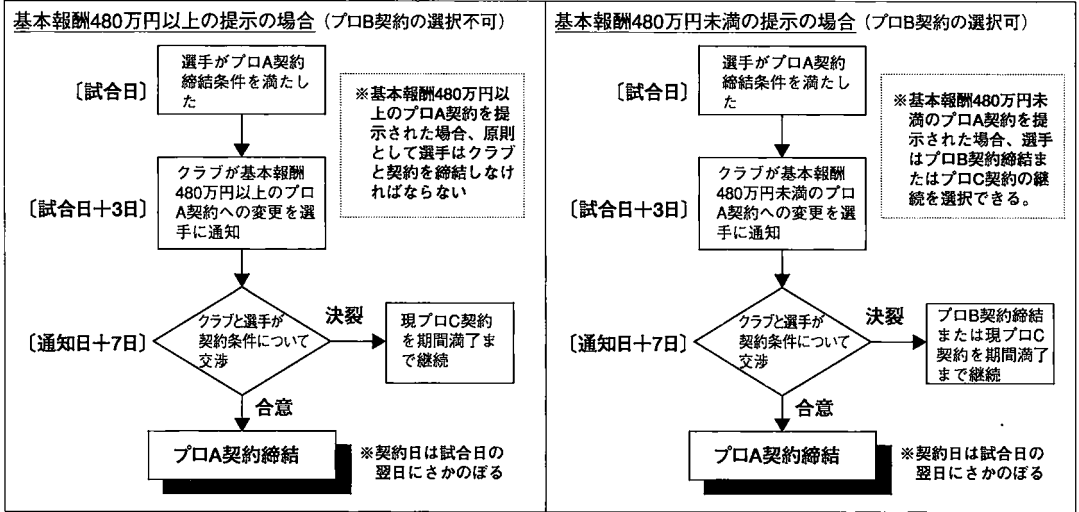 基本報酬480万円以上の提示の場合（プロB契約の選択不可）
〔試合日〕
選手がプロA契約
締結条件を満たし
た
※基本報酬480万円以
上のプロA契約を提
示された場合、原則
として選手はクラブ
と契約を締結しなけ
ればならない
〔試合日＋3日〕
クラブが基本報酬
480万円以上のプロ
A契約への変更を選
手に通知
〔通知日＋7日〕
クラブと選手が
契約条件について
交渉
決裂
現プロC契約
を期間満了ま
で継続
合意
プロA契約締結
※契約日は試合日の
翌日にさかのぼる
基本報酬480万円未満の提示の場合（プロB契約の選択可）
〔試合日〕
選手がプロA契約
締結条件を満たし
た
※基本報酬480万円未
満のプロA契約を提
示された場合、選手
はプロB契約締結ま
たはプロC契約の継
続を選択できる。
〔試合日＋3日〕
クラブが基本報酬
480万円未満のプロ
A契約への変更を選
手に通知
〔通知日＋7日〕
クラブと選手が
契約条件について
交渉
決裂
プロB契約締結
または現プロC
契約を期間満了
まで継続
合意
プロA契約締結
※契約日は試合日の
翌日にさかのぼる